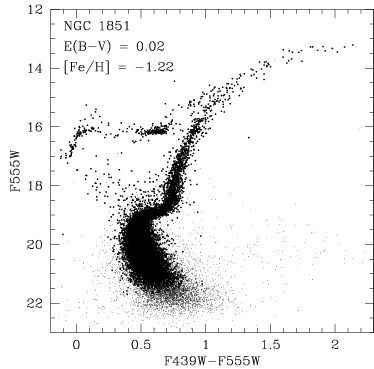 NGC 1851
E(B−V) = 0.02
[Fe/H] = −1.22
12
14
16
18
20
22
F555W
0 0.5 1 1.5 2
F439W−F555W